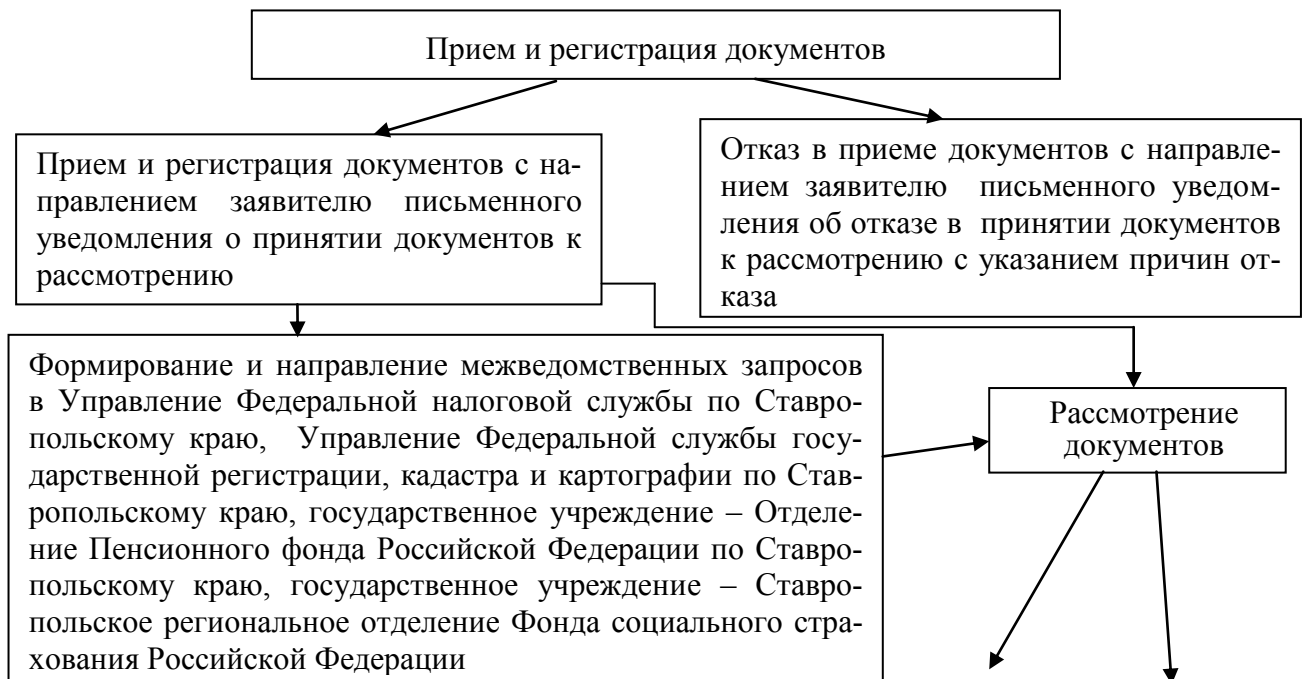 Прием и регистрация документов
Прием и регистрация документов с на-
правлением заявителю письменного
уведомления о принятии документов к
рассмотрению
Отказ в приеме документов с направле-
нием заявителю письменного уведом-
ления об отказе в принятии документов
к рассмотрению с указанием причин от-
каза
Формирование и направление межведомственных запросов
в Управление Федеральной налоговой службы по Ставро-
польскому краю, Управление Федеральной службы госу-
дарственной регистрации, кадастра и картографии по Став-
ропольскому краю, государственное учреждение – Отделе-
ние Пенсионного фонда Российской Федерации по Ставро-
польскому краю, государственное учреждение – Ставро-
польское региональное отделение Фонда социального стра-
хования Российской Федерации
Рассмотрение
документов